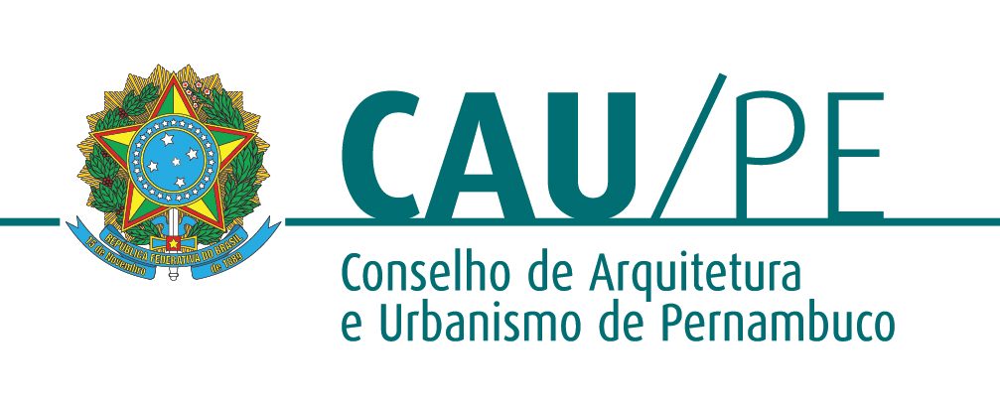 CAU/PE
Conselho de Arquitetura
e Urbanismo de Pernambuco
REPÚBLICA FEDERATIVA DO BRASIL
15 de Novembro
de 1889